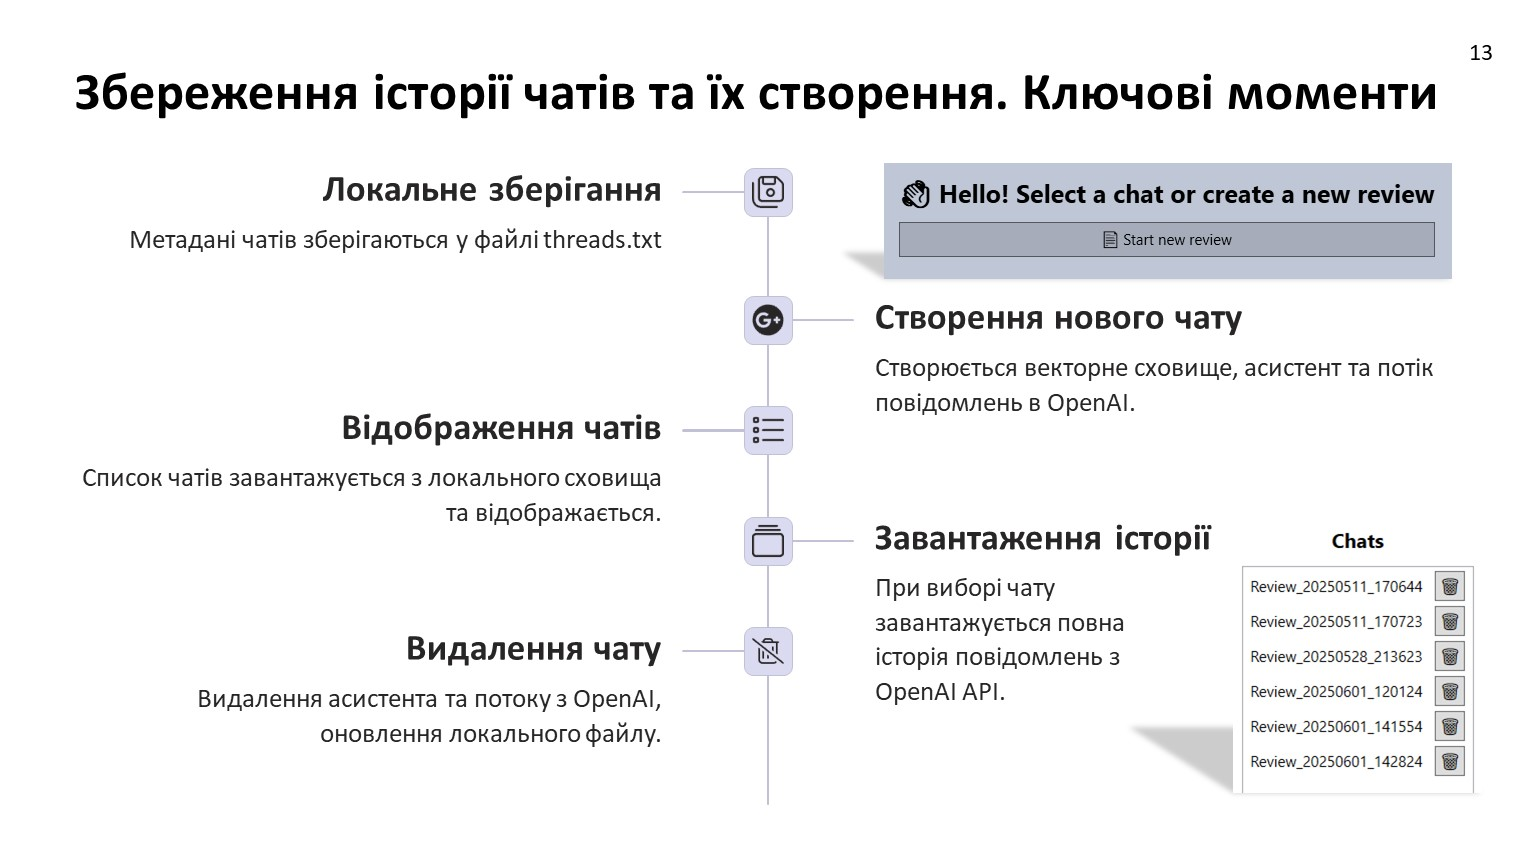 13
Збереження історії чатів та їх створення. Ключові моменти
Локальне зберігання
Метадані чатів зберігаються у файлі threads.txt
Hello! Select a chat or create a new review
Start new review
G+
Створення нового чату
Створюється векторне сховище, асистент та потік
повідомлень в OpenAI.
Відображення чатів
Список чатів завантажується з локального сховища
та відображається.
Завантаження історії
При виборі чату
завантажується повна
історія повідомлень з
OpenAI API.
Chats
Review_20250511_170644
Review_20250511_170723
Review_20250528_213623
Review_20250601_120124
Review_20250601_141554
Review_20250601_142824
Видалення чату
Видалення асистента та потоку з OpenAI,
оновлення локального файлу.